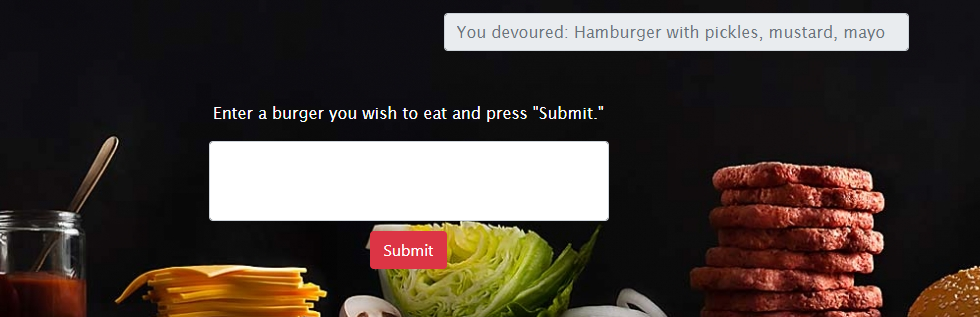 You devoured: Hamburger with pickles, mustard, mayo
Enter a burger you wish to eat and press "Submit."
Submit